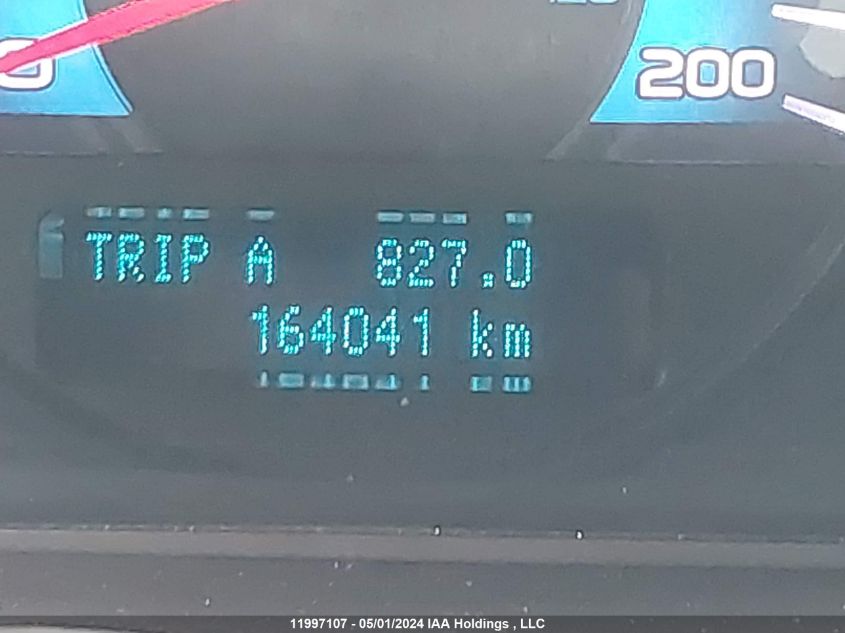 200
TRIP A 827.0
164041 km
11997107 - 05/01/2024 IAA Holdings , LLC